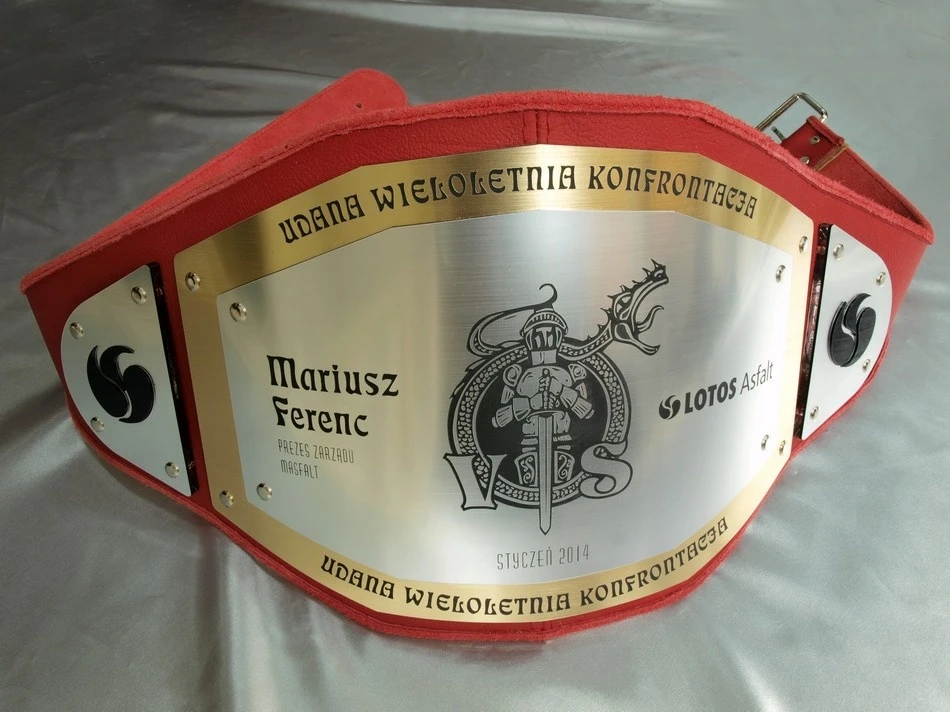 UDANA WIELOLETNIA KONFRONTACJA
Mariusz
Ferenc
PREZES ZARZĄDU
MASFALT
VS
LOTOS Asfalt
STYCZEŃ 2014
UDANA WIELOLETNIA KONFRONTACJA